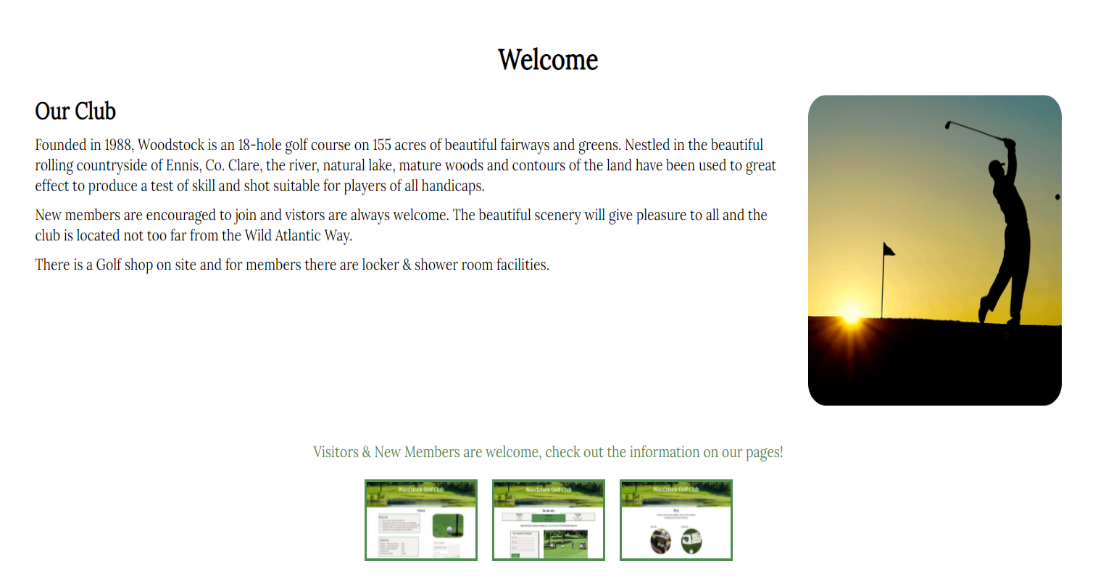 Welcome
Our Club
Founded in 1988, Woodstock is an 18-hole golf course on 155 acres of beautiful fairways and greens. Nestled in the beautiful
rolling countryside of Ennis, Co. Clare, the river, natural lake, mature woods and contours of the land have been used to great
effect to produce a test of skill and shot suitable for players of all handicaps.
New members are encouraged to join and vistors are always welcome. The beautiful scenery will give pleasure to all and the
club is located not too far from the Wild Atlantic Way.
There is a Golf shop on site and for members there are locker & shower room facilities.
Visitors & New Members are welcome, check out the information on our pages!